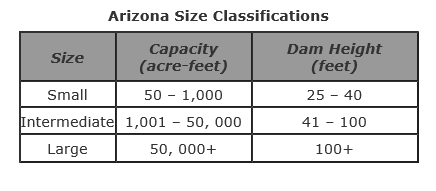 Arizona Size Classifications
Size Capacity (acre-feet) Dam Height (feet)
Small 50 – 1,000 25 – 40
Intermediate 1,001 – 50, 000 41 – 100
Large 50, 000+ 100+